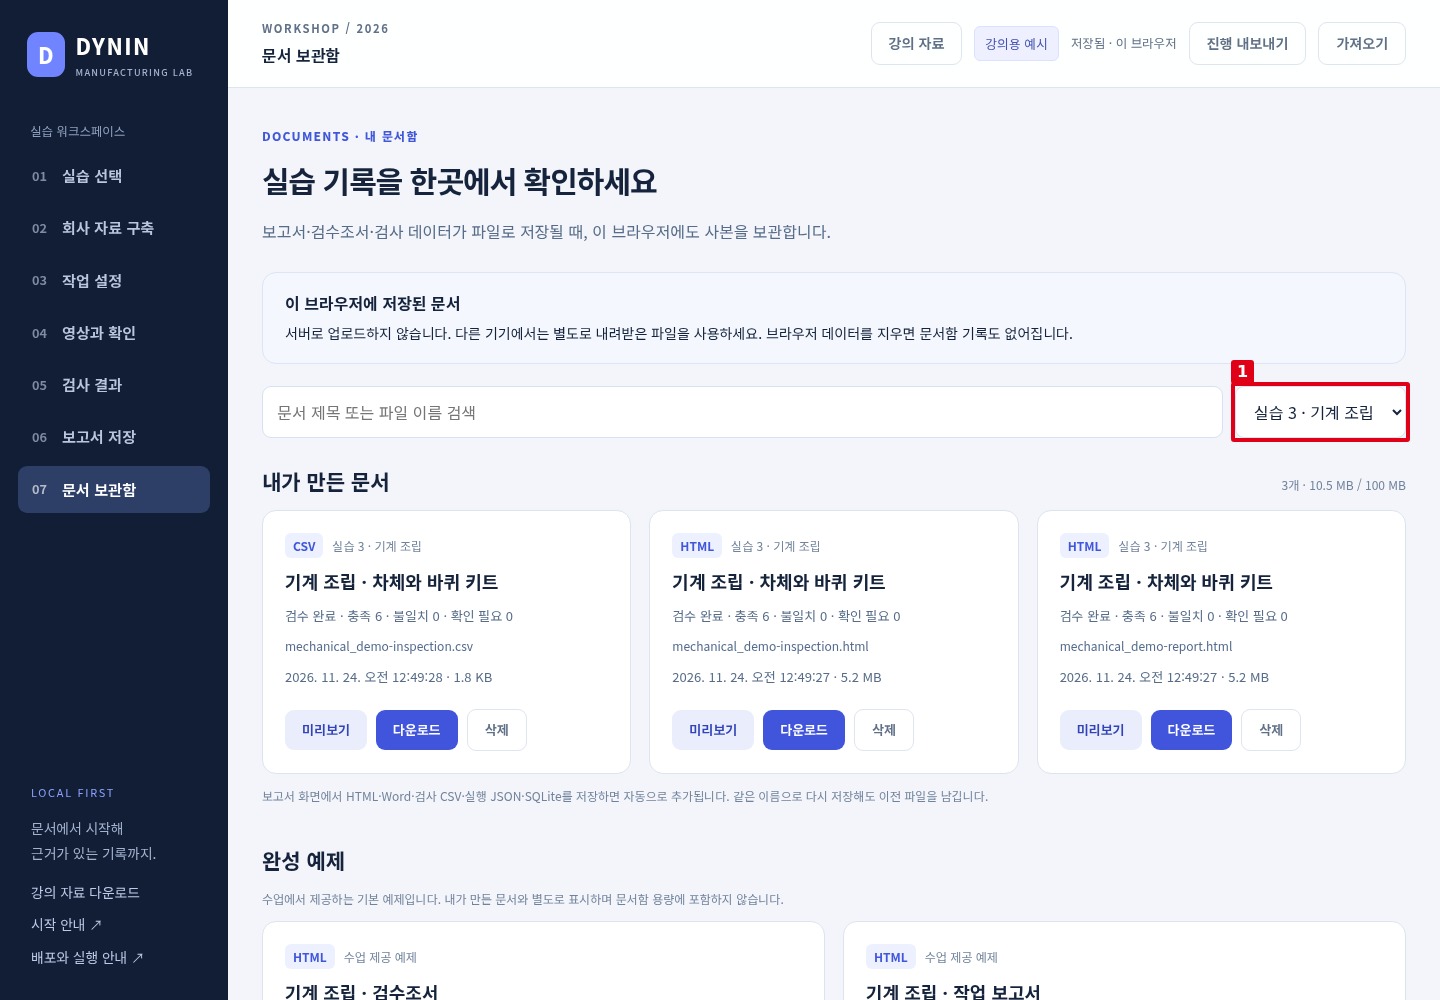 D
DYNIN
MANUFACTURING LAB
실습 워크스페이스
01 실습 선택
02 회사 자료 구축
03 작업 설정
04 영상과 확인
05 검사 결과
06 보고서 저장
07 문서 보관함
LOCAL FIRST
문서에서 시작해
근거가 있는 기록까지.
강의 자료 다운로드
시작 안내 ↗
배포와 실행 안내 ↗
WORKSHOP / 2026
문서 보관함
강의 자료
강의용 예시
저장됨 · 이 브라우저
진행 내보내기
가져오기
DOCUMENTS · 내 문서함
실습 기록을 한곳에서 확인하세요
보고서·검수조서·검사 데이터가 파일로 저장될 때, 이 브라우저에도 사본을 보관합니다.
이 브라우저에 저장된 문서
서버로 업로드하지 않습니다. 다른 기기에서는 별도로 내려받은 파일을 사용하세요. 브라우저 데이터를 지우면 문서함 기록도 없어집니다.
문서 제목 또는 파일 이름 검색
1
실습 3 · 기계 조립
내가 만든 문서
3개 · 10.5 MB / 100 MB
CSV 실습 3 · 기계 조립
기계 조립 · 차체와 바퀴 키트
검수 완료 · 충족 6 · 불일치 0 · 확인 필요 0
mechanical_demo-inspection.csv
2026. 11. 24. 오전 12:49:28 · 1.8 KB
미리보기 다운로드 삭제
HTML 실습 3 · 기계 조립
기계 조립 · 차체와 바퀴 키트
검수 완료 · 충족 6 · 불일치 0 · 확인 필요 0
mechanical_demo-inspection.html
2026. 11. 24. 오전 12:49:27 · 5.2 MB
미리보기 다운로드 삭제
HTML 실습 3 · 기계 조립
기계 조립 · 차체와 바퀴 키트
검수 완료 · 충족 6 · 불일치 0 · 확인 필요 0
mechanical_demo-report.html
2026. 11. 24. 오전 12:49:27 · 5.2 MB
미리보기 다운로드 삭제
보고서 화면에서 HTML·Word·검사 CSV·실행 JSON·SQLite를 저장하면 자동으로 추가됩니다. 같은 이름으로 다시 저장해도 이전 파일을 남깁니다.
완성 예제
수업에서 제공하는 기본 예제입니다. 내가 만든 문서와 별도로 표시하며 문서함 용량에 포함하지 않습니다.
HTML 수업 제공 예제
기계 조립 · 검수조서
HTML 수업 제공 예제
기계 조립 · 작업 보고서